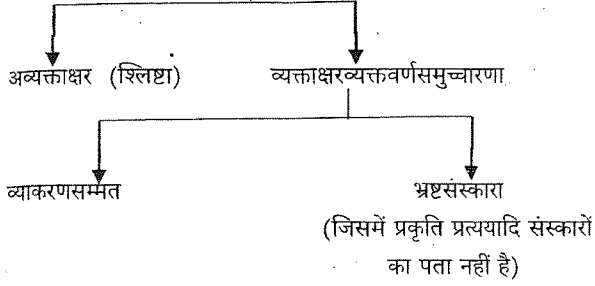 अव्यक्ताक्षर (श्लिष्टा) व्यक्ताक्षरव्यक्तवर्णसमुच्चारणा
व्याकरणसम्मत भ्रष्टसंस्कारा
(जिसमें प्रकृति प्रत्ययादि संस्कारों
का पता नहीं है)